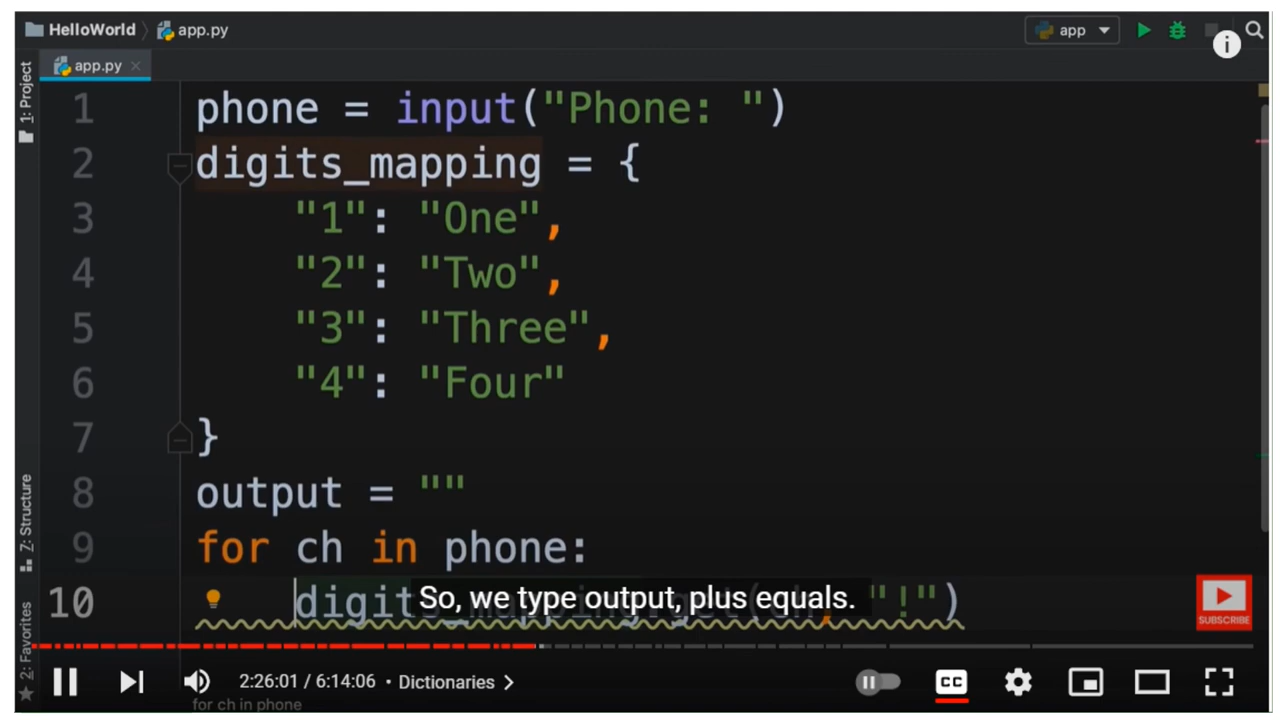 HelloWorld app.py app
app.py
1: Project
1 phone = input("Phone: ")
2 digits_mapping = {
3 "1": "One",
4 "2": "Two",
5 "3": "Three",
6 "4": "Four"
7 }
8 output = ""
9 for ch in phone:
10 "!")
So, we type output, plus equals.
Z: Structure
2: Favorites
SUBSCRIBE
2:26:01 / 6:14:06 • Dictionaries >
CC
for ch in phone